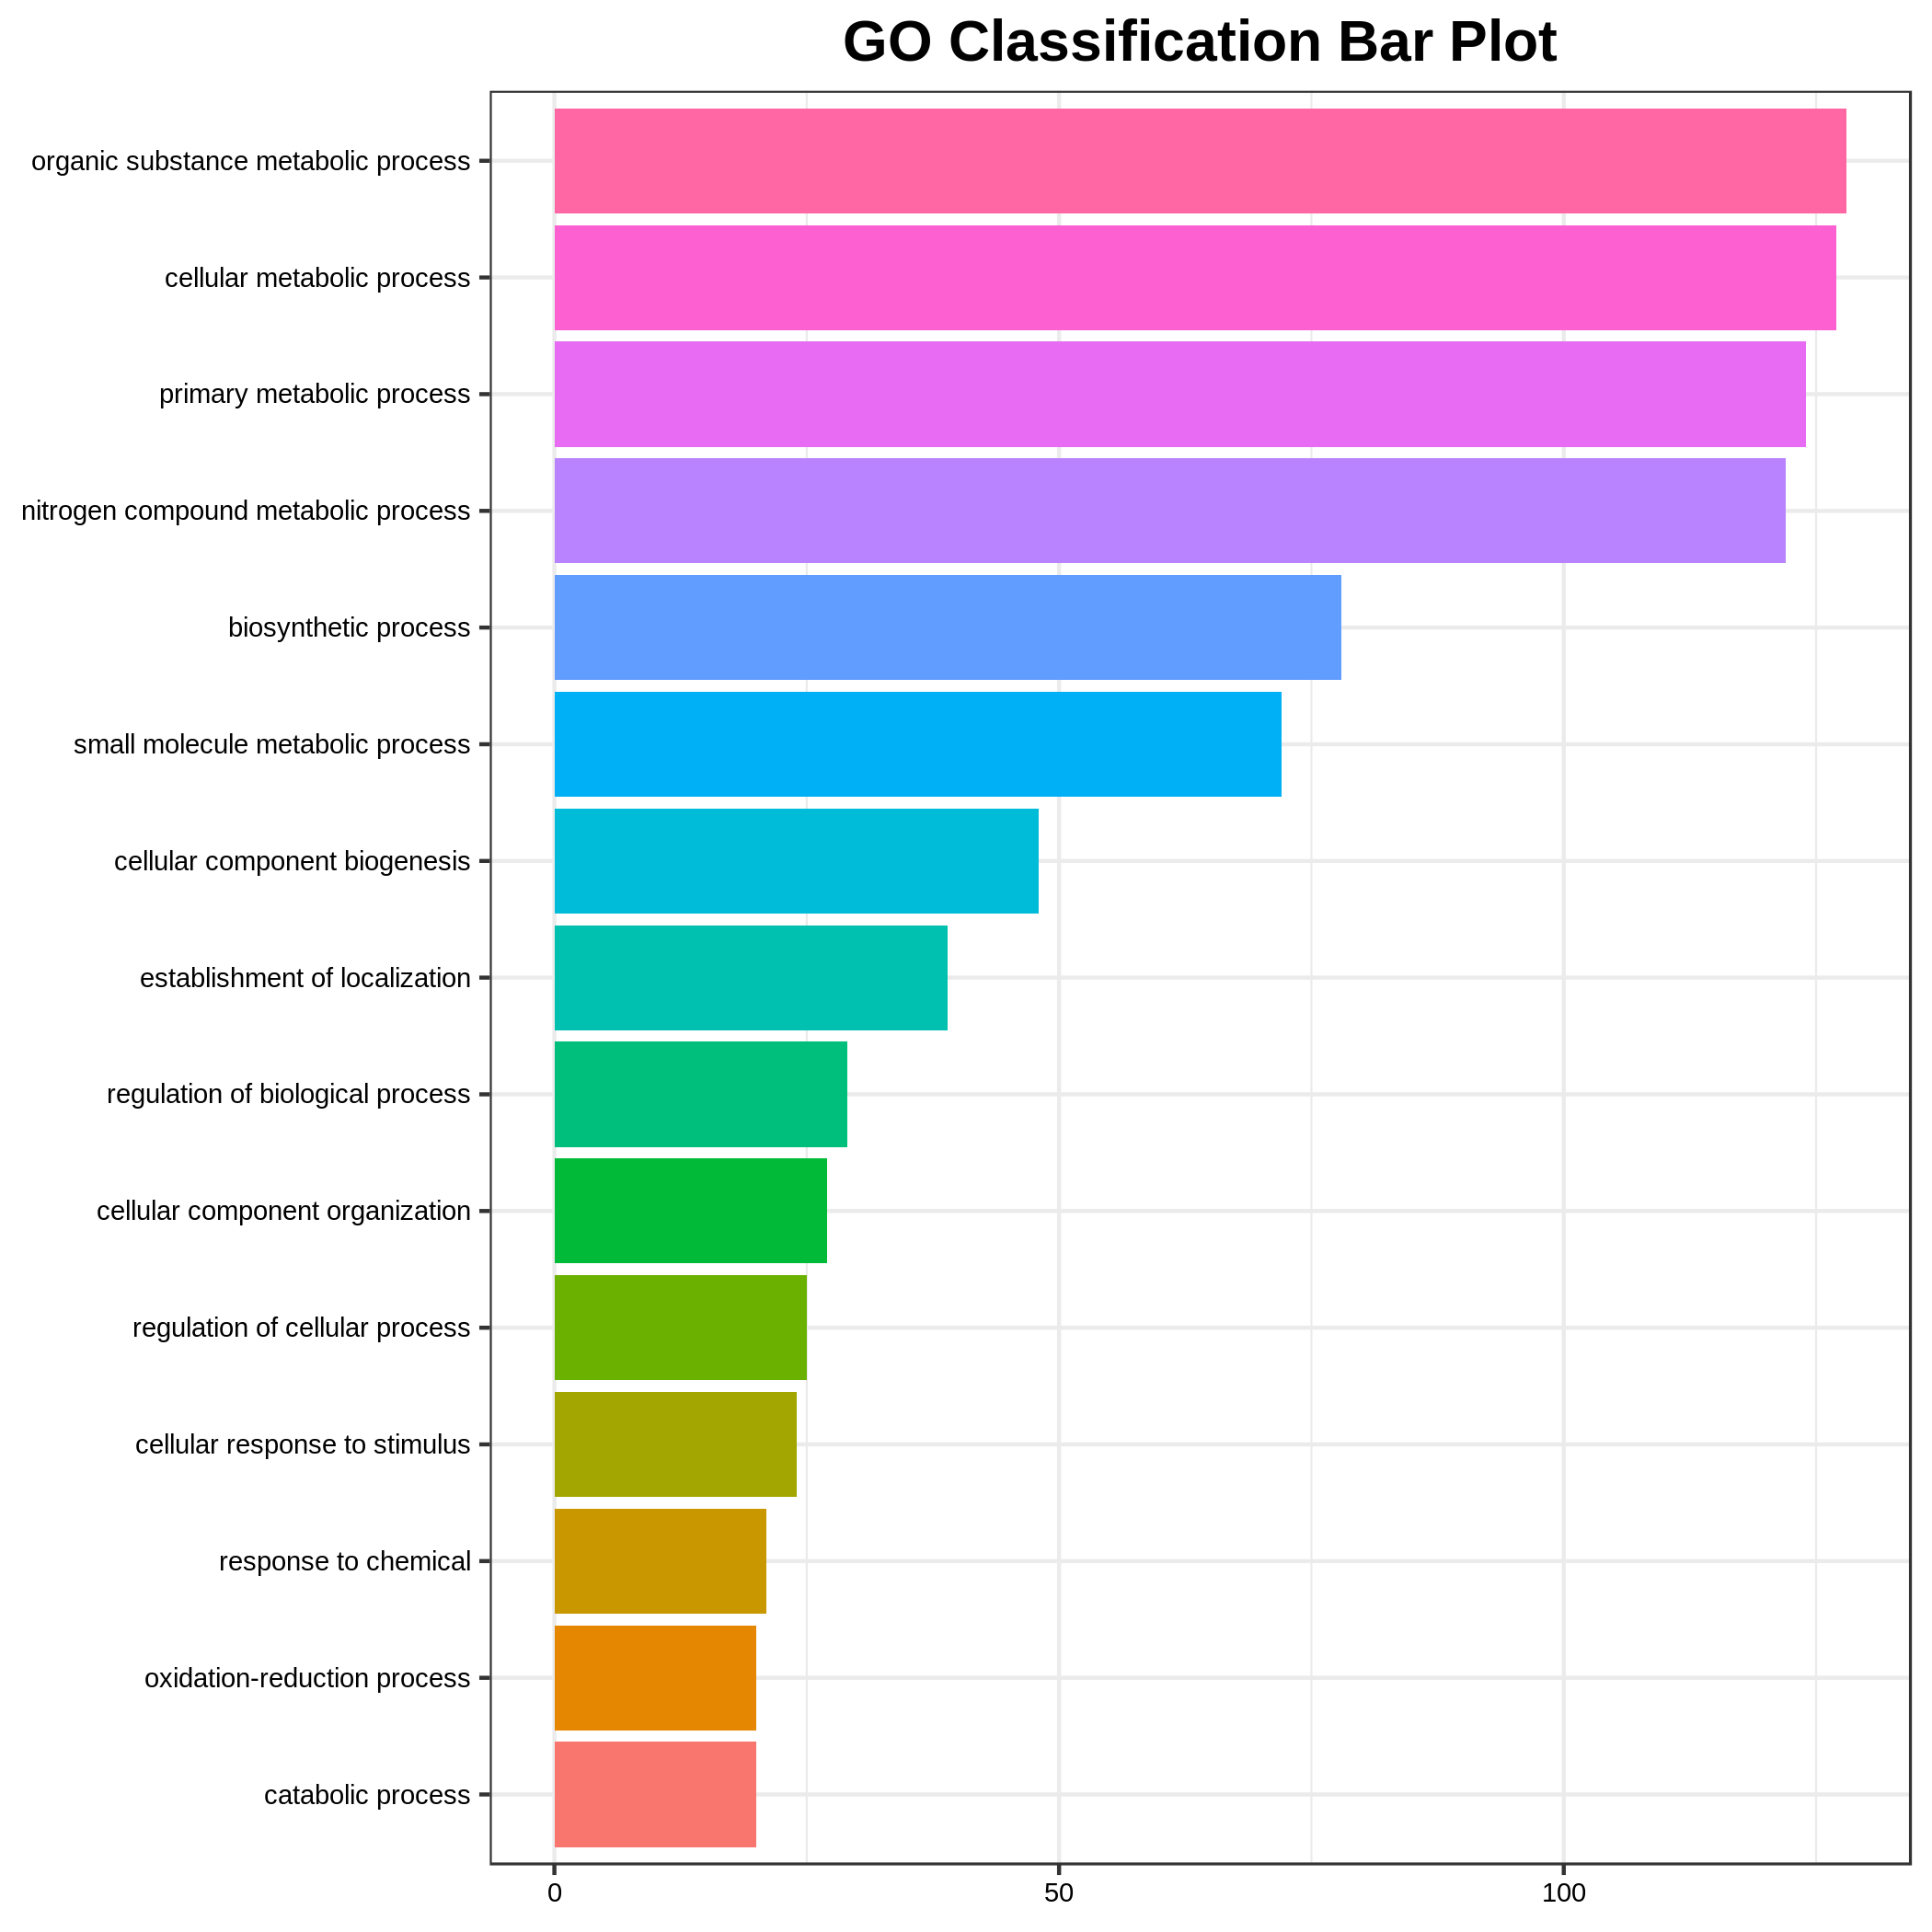 GO Classification Bar Plot
organic substance metabolic process
cellular metabolic process
primary metabolic process
nitrogen compound metabolic process
biosynthetic process
small molecule metabolic process
cellular component biogenesis
establishment of localization
regulation of biological process
cellular component organization
regulation of cellular process
cellular response to stimulus
response to chemical
oxidation-reduction process
catabolic process
0 50 100